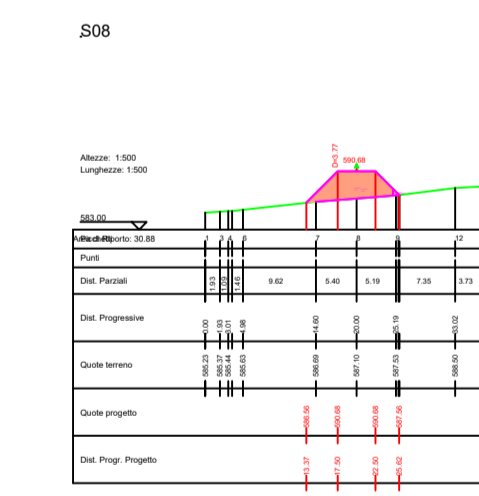 S08
D=3.77
590.68
Altezze: 1:500
Lunghezze: 1:500
583.00
Area di Riporto: 30.88
1 3 4 6 7 8 9 12
Punti
Dist. Parziali 1.93 1.09 1.46 9.62 5.40 5.19 7.35 3.73
Dist. Progressive 0.00 1.93 3.01 4.98 14.60 20.00 25.19 33.02
Quote terreno 585.23 585.37 585.44 585.63 586.69 587.10 587.53 588.50
Quote progetto 586.56 590.68 590.68 587.56
Dist. Progr. Progetto 13.37 17.50 22.50 25.62